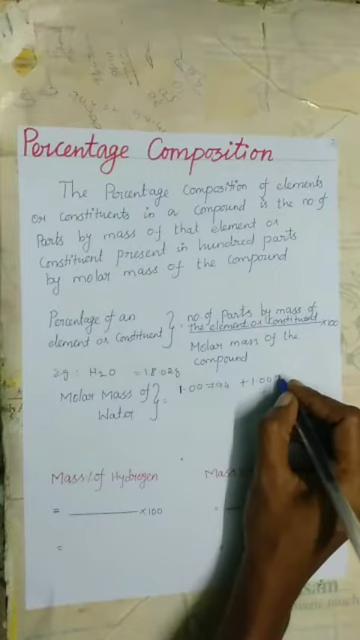 Percentage Composition
The Percentage Composition of elements
or constituents in a compound is the no of
Parts by mass of that element or
Constituent present in hundred parts
by molar mass of the compound
Percentage of an element or Constituent } = no. of Parts by mass of the element or Constituent / Molar mass of the compound ×100
eg: H2O = 18.02g
Molar Mass of Water } = 1.00794 + 1.00
Mass% of Hydrogen
= ×100
=